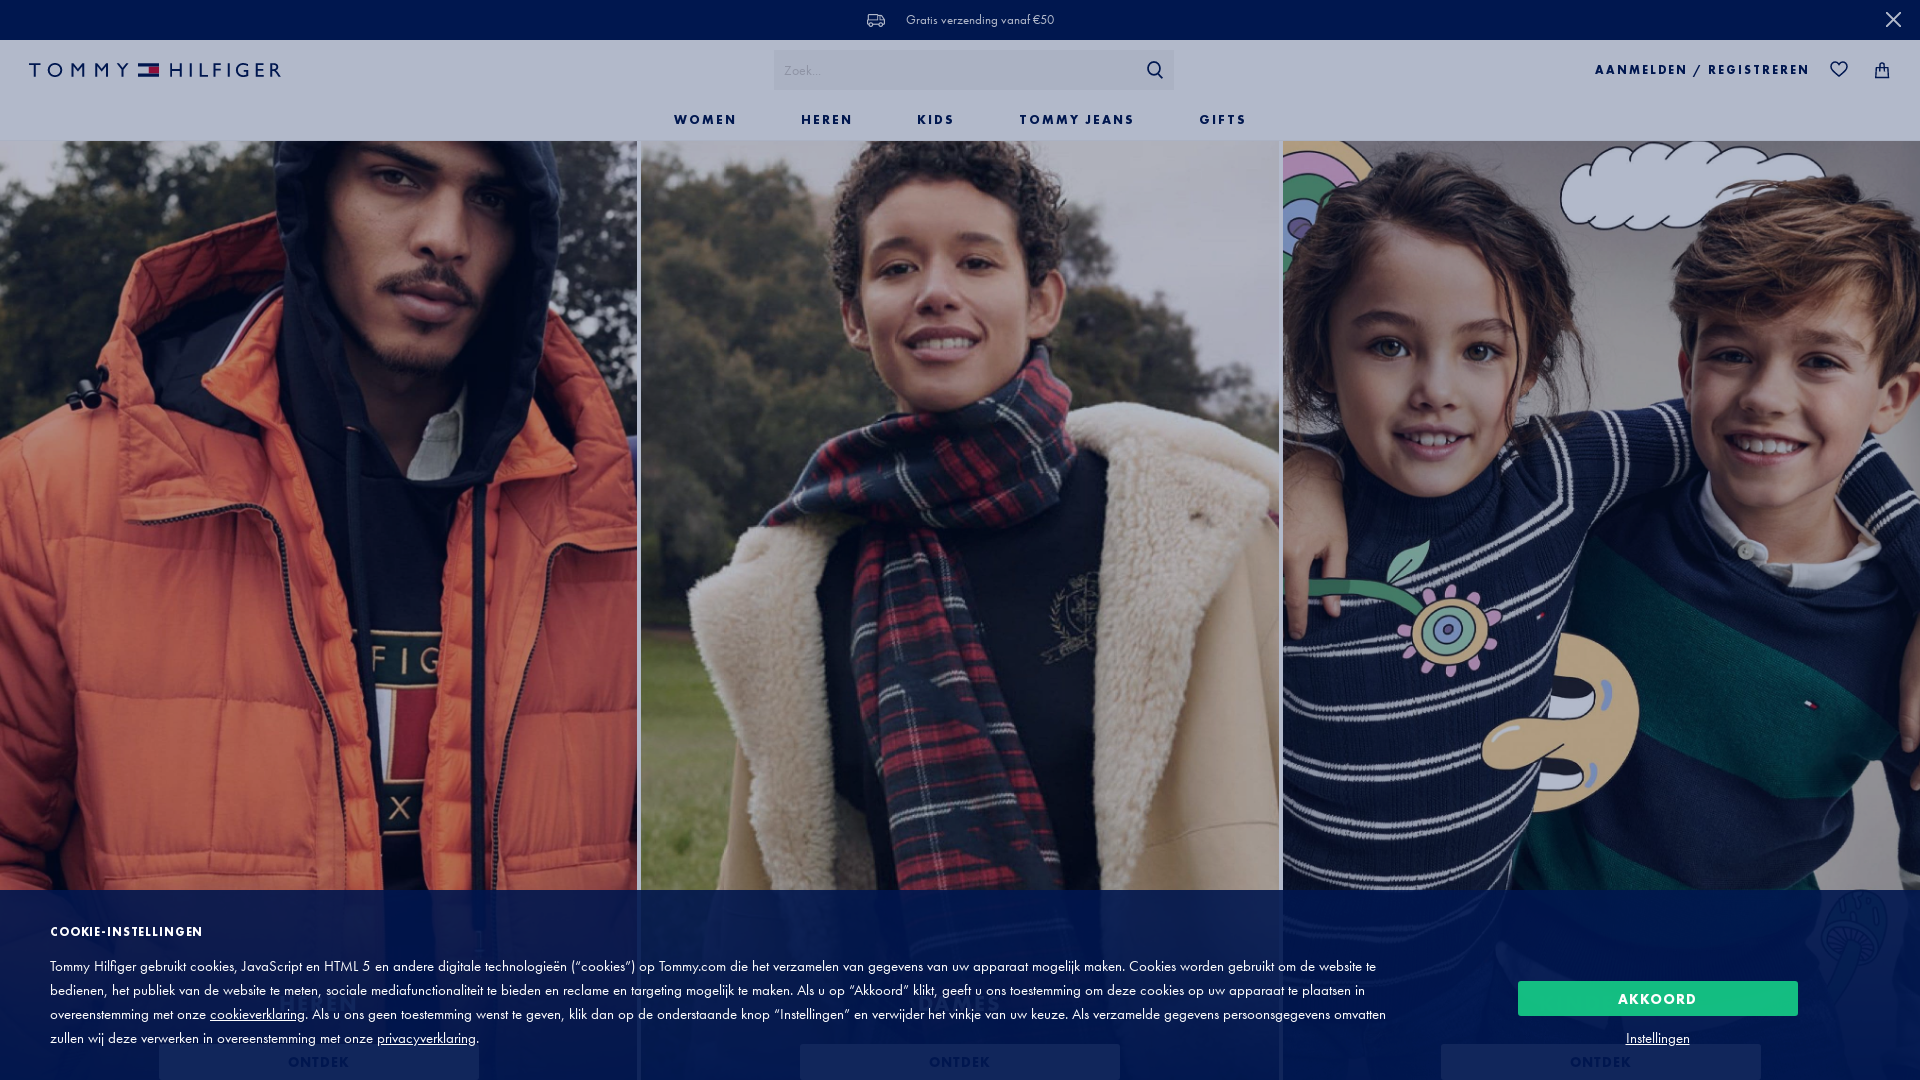 Gratis verzending vanaf €50
TOMMY HILFIGER
Zoek...
AANMELDEN / REGISTREREN
WOMEN HEREN KIDS TOMMY JEANS GIFTS
FIG
X
COOKIE-INSTELLINGEN
Tommy Hilfiger gebruikt cookies, JavaScript en HTML 5 en andere digitale technologieën (“cookies”) op Tommy.com die het verzamelen van gegevens van uw apparaat mogelijk maken. Cookies worden gebruikt om de website te
bedienen, het publiek van de website te meten, sociale mediafunctionaliteit te bieden en reclame en targeting mogelijk te maken. Als u op “Akkoord” klikt, geeft u ons toestemming om deze cookies op uw apparaat te plaatsen in
overeenstemming met onze cookieverklaring. Als u ons geen toestemming wenst te geven, klik dan op de onderstaande knop “Instellingen” en verwijder het vinkje van uw keuze. Als verzamelde gegevens persoonsgegevens omvatten
zullen wij deze verwerken in overeenstemming met onze privacyverklaring.
AKKOORD
Instellingen
HEREN DAMES
ONTDEK ONTDEK ONTDEK